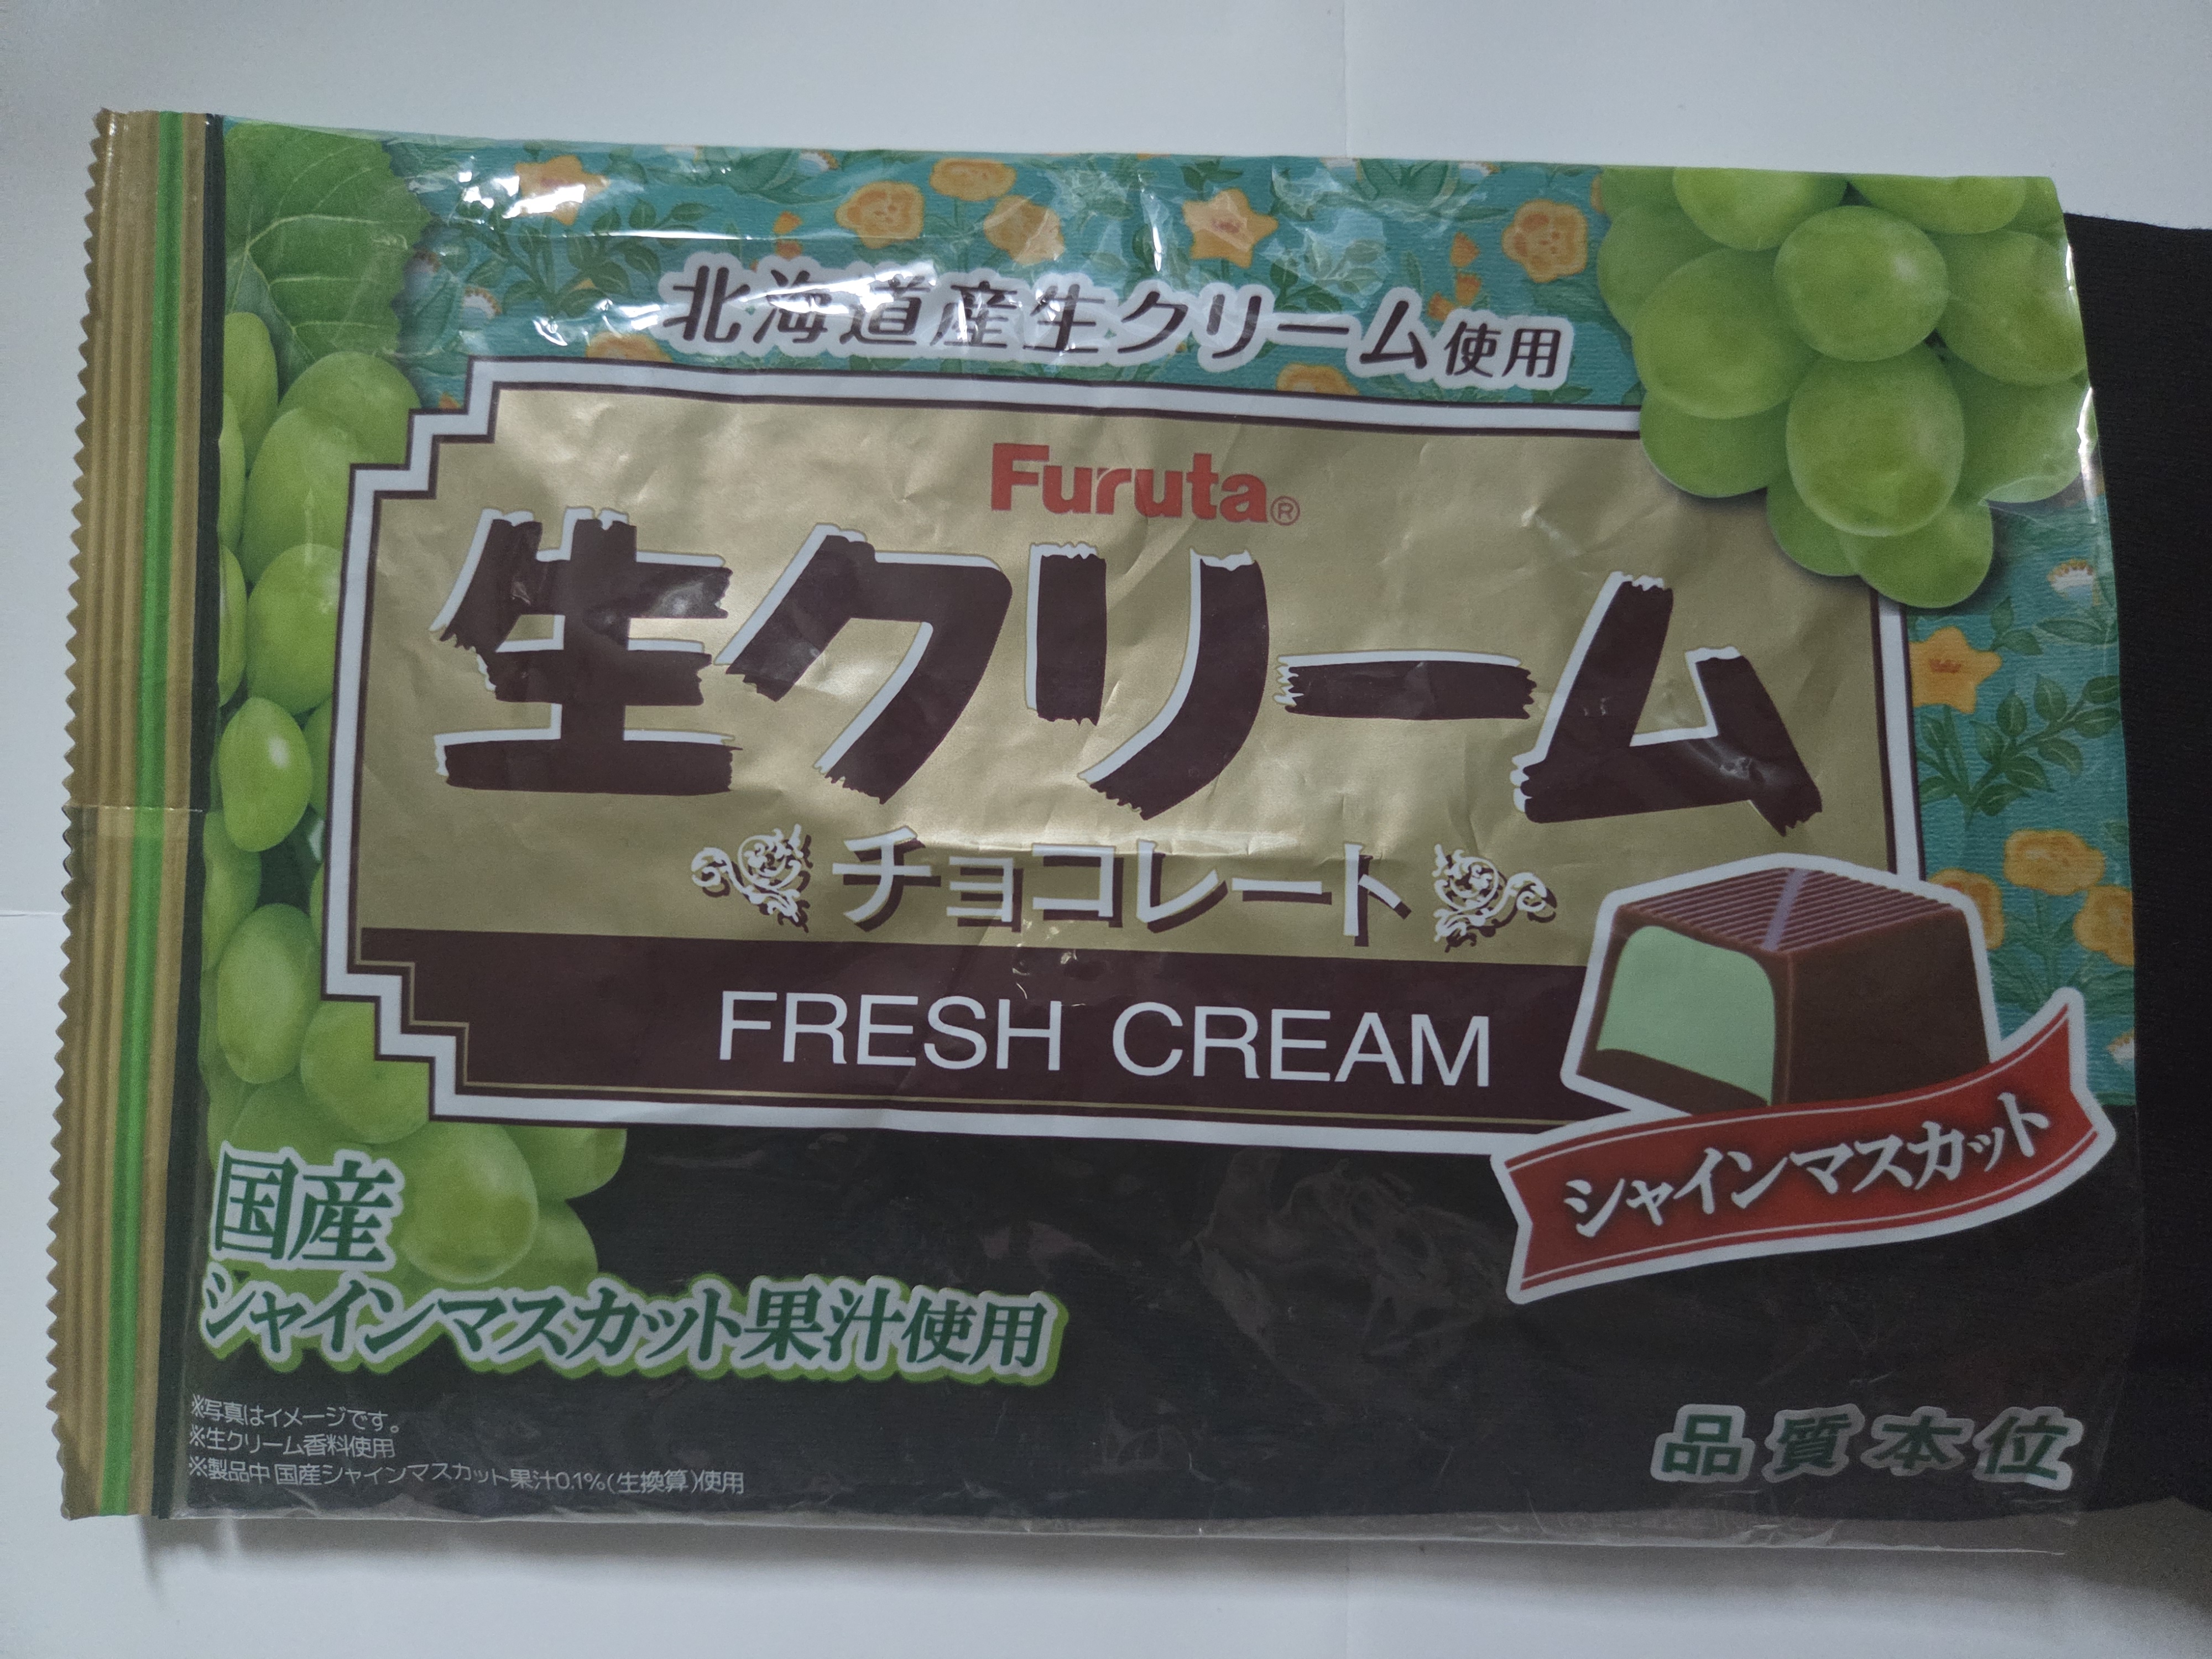 北海道産生クリーム使用
Furuta®
生クリーム
チョコレート
FRESH CREAM
シャインマスカット
国産
シャインマスカット果汁使用
※写真はイメージです。
※生クリーム香料使用
※製品中 国産シャインマスカット果汁0.1%(生換算)使用
品質本位